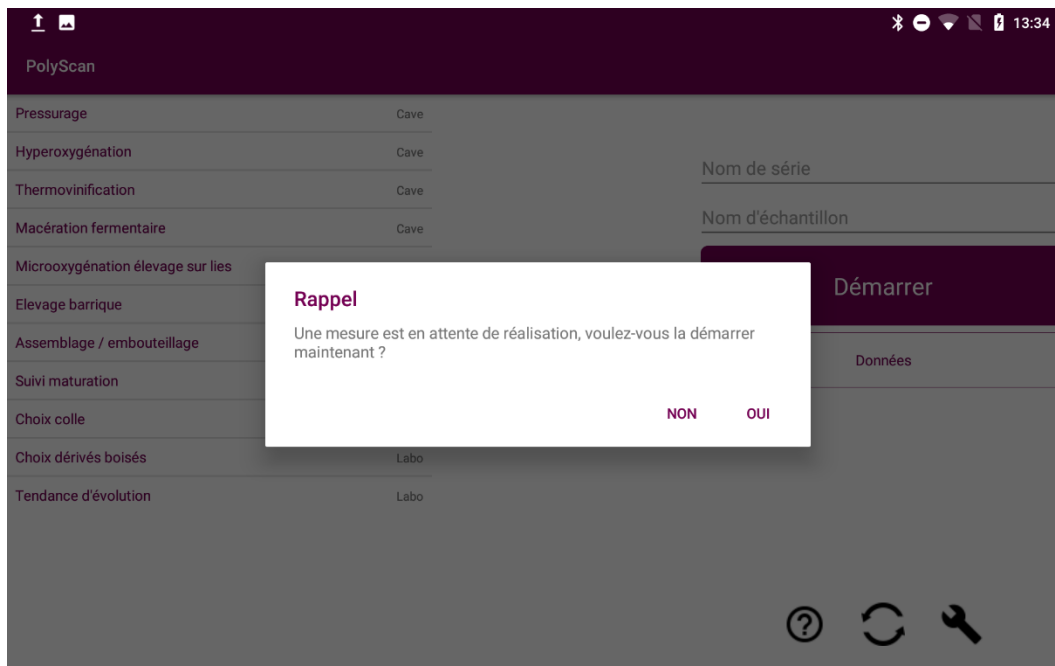 13:34
PolyScan
Pressurage Cave
Hyperoxygénation Cave
Thermovinification Cave
Macération fermentaire Cave
Microoxygénation élevage sur lies
Elevage barrique
Assemblage / embouteillage
Suivi maturation
Choix colle
Choix dérivés boisés Labo
Tendance d'évolution Labo
Nom de série
Nom d'échantillon
Démarrer
Données
Rappel
Une mesure est en attente de réalisation, voulez-vous la démarrer
maintenant ?
NON OUI